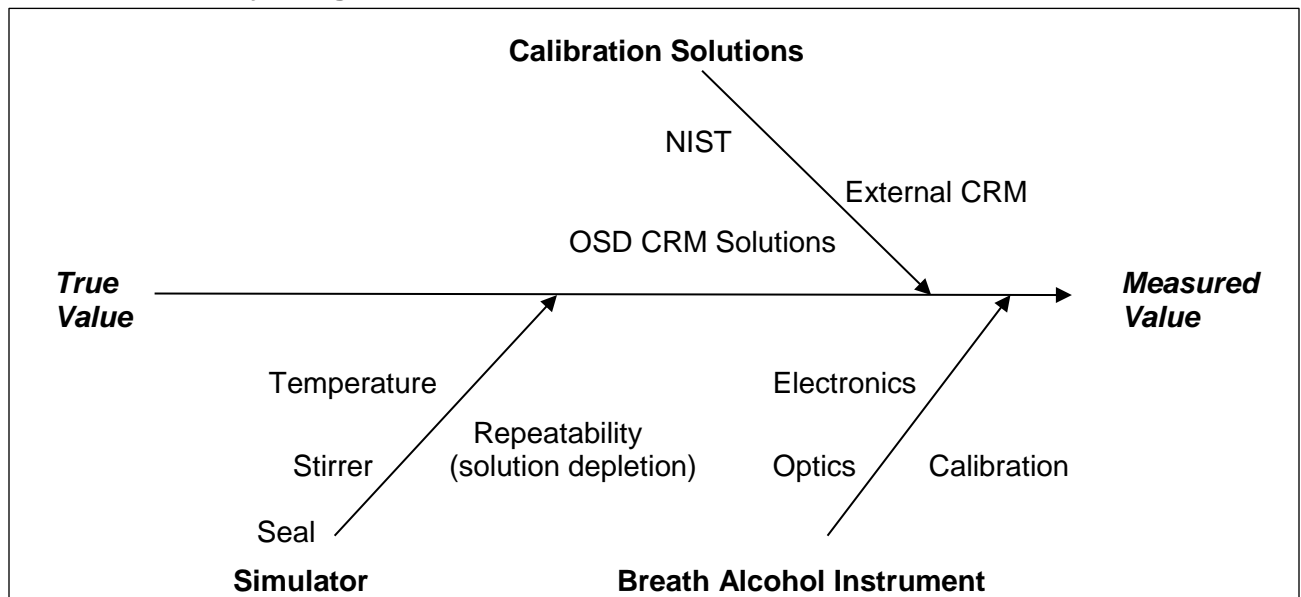 Calibration Solutions
NIST
External CRM
OSD CRM Solutions
True
Value
Measured
Value
Temperature
Electronics
Repeatability
(solution depletion)
Stirrer
Optics
Calibration
Seal
Simulator
Breath Alcohol Instrument